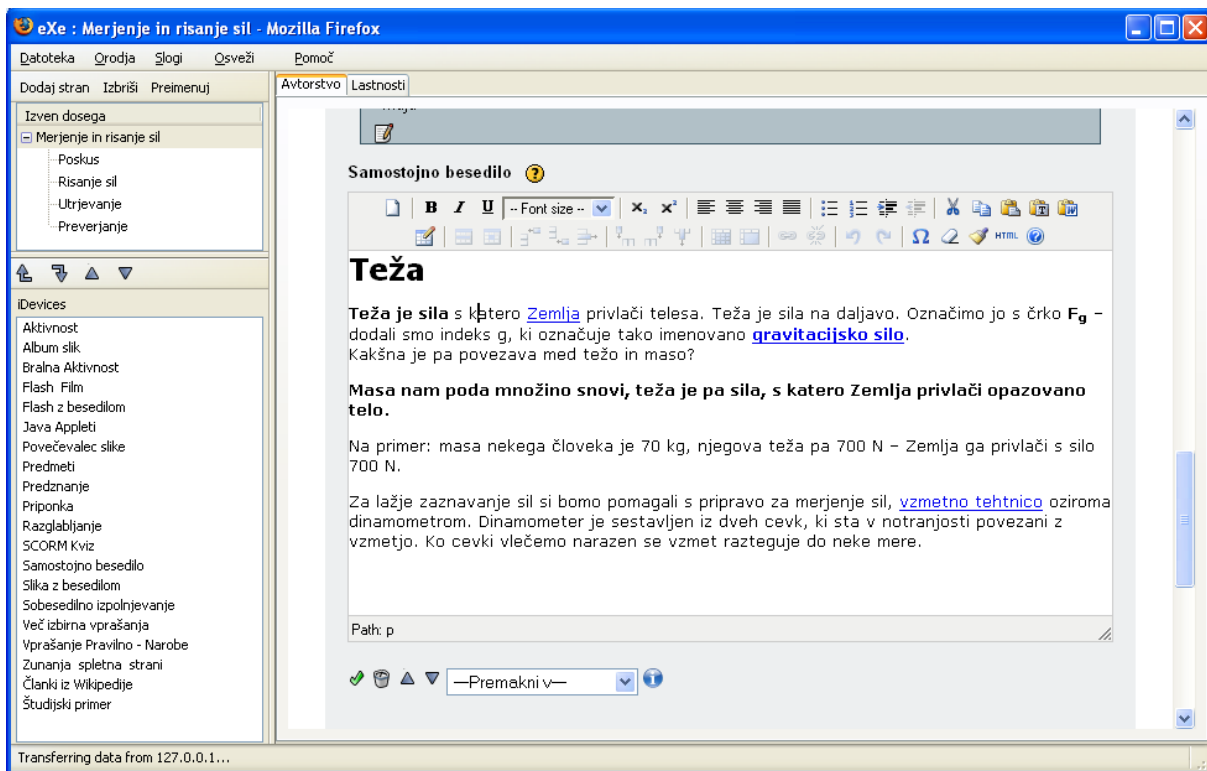 eXe : Merjenje in risanje sil - Mozilla Firefox
Datoteka Orodja Slogi Osveži Pomoč
Dodaj stran Izbriši Preimenuj
Izven dosega
Merjenje in risanje sil
Poskus
Risanje sil
Utrjevanje
Preverjanje
iDevices
Aktivnost
Album slik
Bralna Aktivnost
Flash Film
Flash z besedilom
Java Appleti
Povečevalec slike
Predmeti
Predznanje
Priponka
Razglabljanje
SCORM Kviz
Samostojno besedilo
Slika z besedilom
Sobesedilno izpolnjevanje
Več izbirna vprašanja
Vprašanje Pravilno - Narobe
Zunanja spletna strani
Članki iz Wikipedije
Študijski primer
Avtorstvo Lastnosti
Samostojno besedilo
B I U -- Font size -- x₂ x²
HTML
Teža
Teža je sila s katero Zemlja privlači telesa. Teža je sila na daljavo. Označimo jo s črko Fg –
dodali smo indeks g, ki označuje tako imenovano gravitacijsko silo.
Kakšna je pa povezava med težo in maso?
Masa nam poda množino snovi, teža je pa sila, s katero Zemlja privlači opazovano
telo.
Na primer: masa nekega človeka je 70 kg, njegova teža pa 700 N – Zemlja ga privlači s silo
700 N.
Za lažje zaznavanje sil si bomo pomagali s pripravo za merjenje sil, vzmetno tehtnico oziroma
dinamometrom. Dinamometer je sestavljen iz dveh cevk, ki sta v notranjosti povezani z
vzmetjo. Ko cevki vlečemo narazen se vzmet razteguje do neke mere.
Path: p
—Premakni v—
Transferring data from 127.0.0.1...